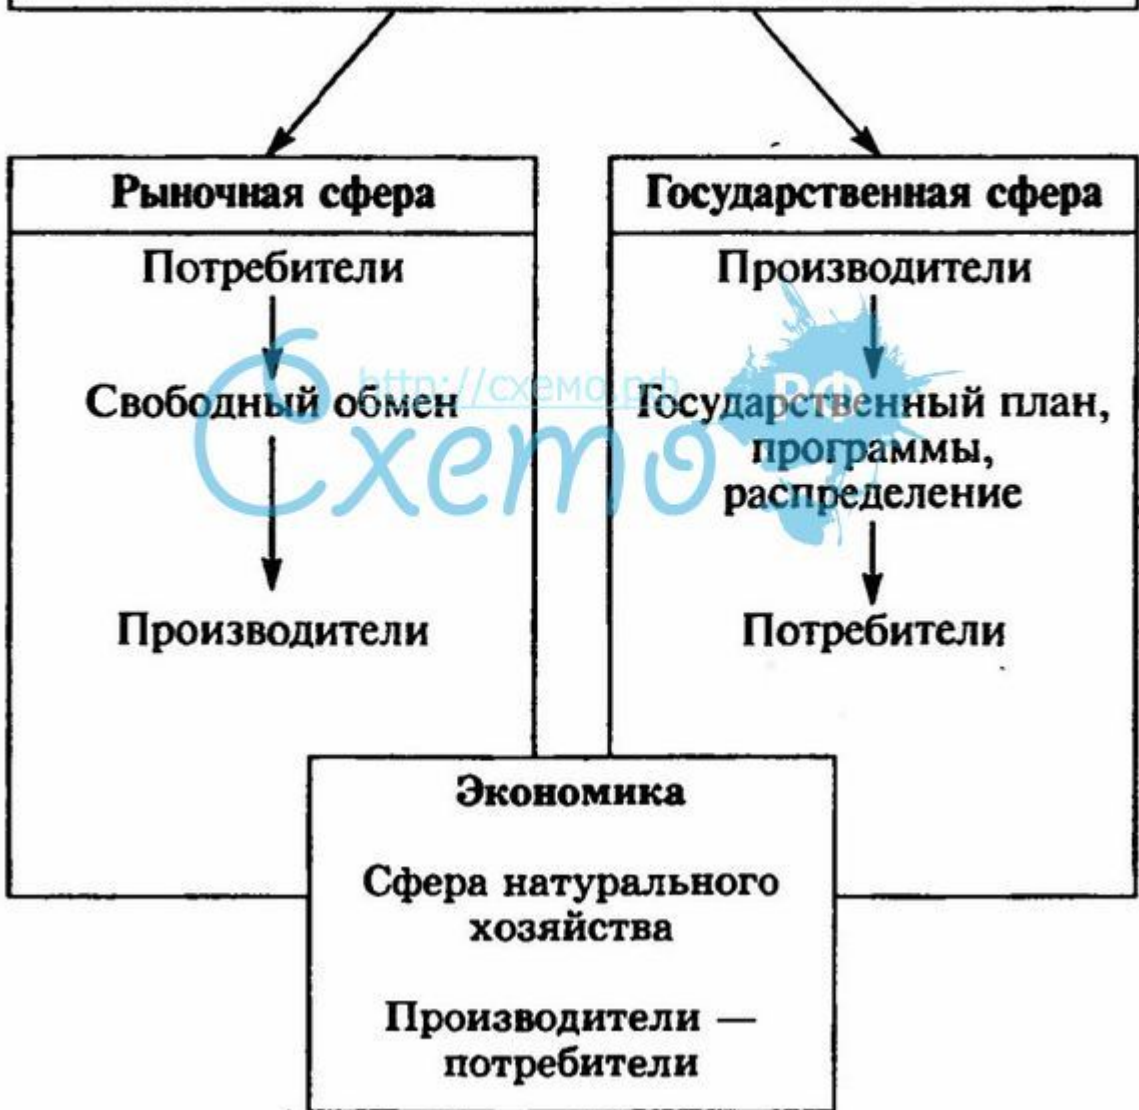 Рыночная сфера
Потребители
Свободный обмен
Производители
Государственная сфера
Производители
Государственный план,
программы,
распределение
Потребители
Экономика
Сфера натурального
хозяйства
Производители —
потребители
http://схемо.рф
Схемо
РФ